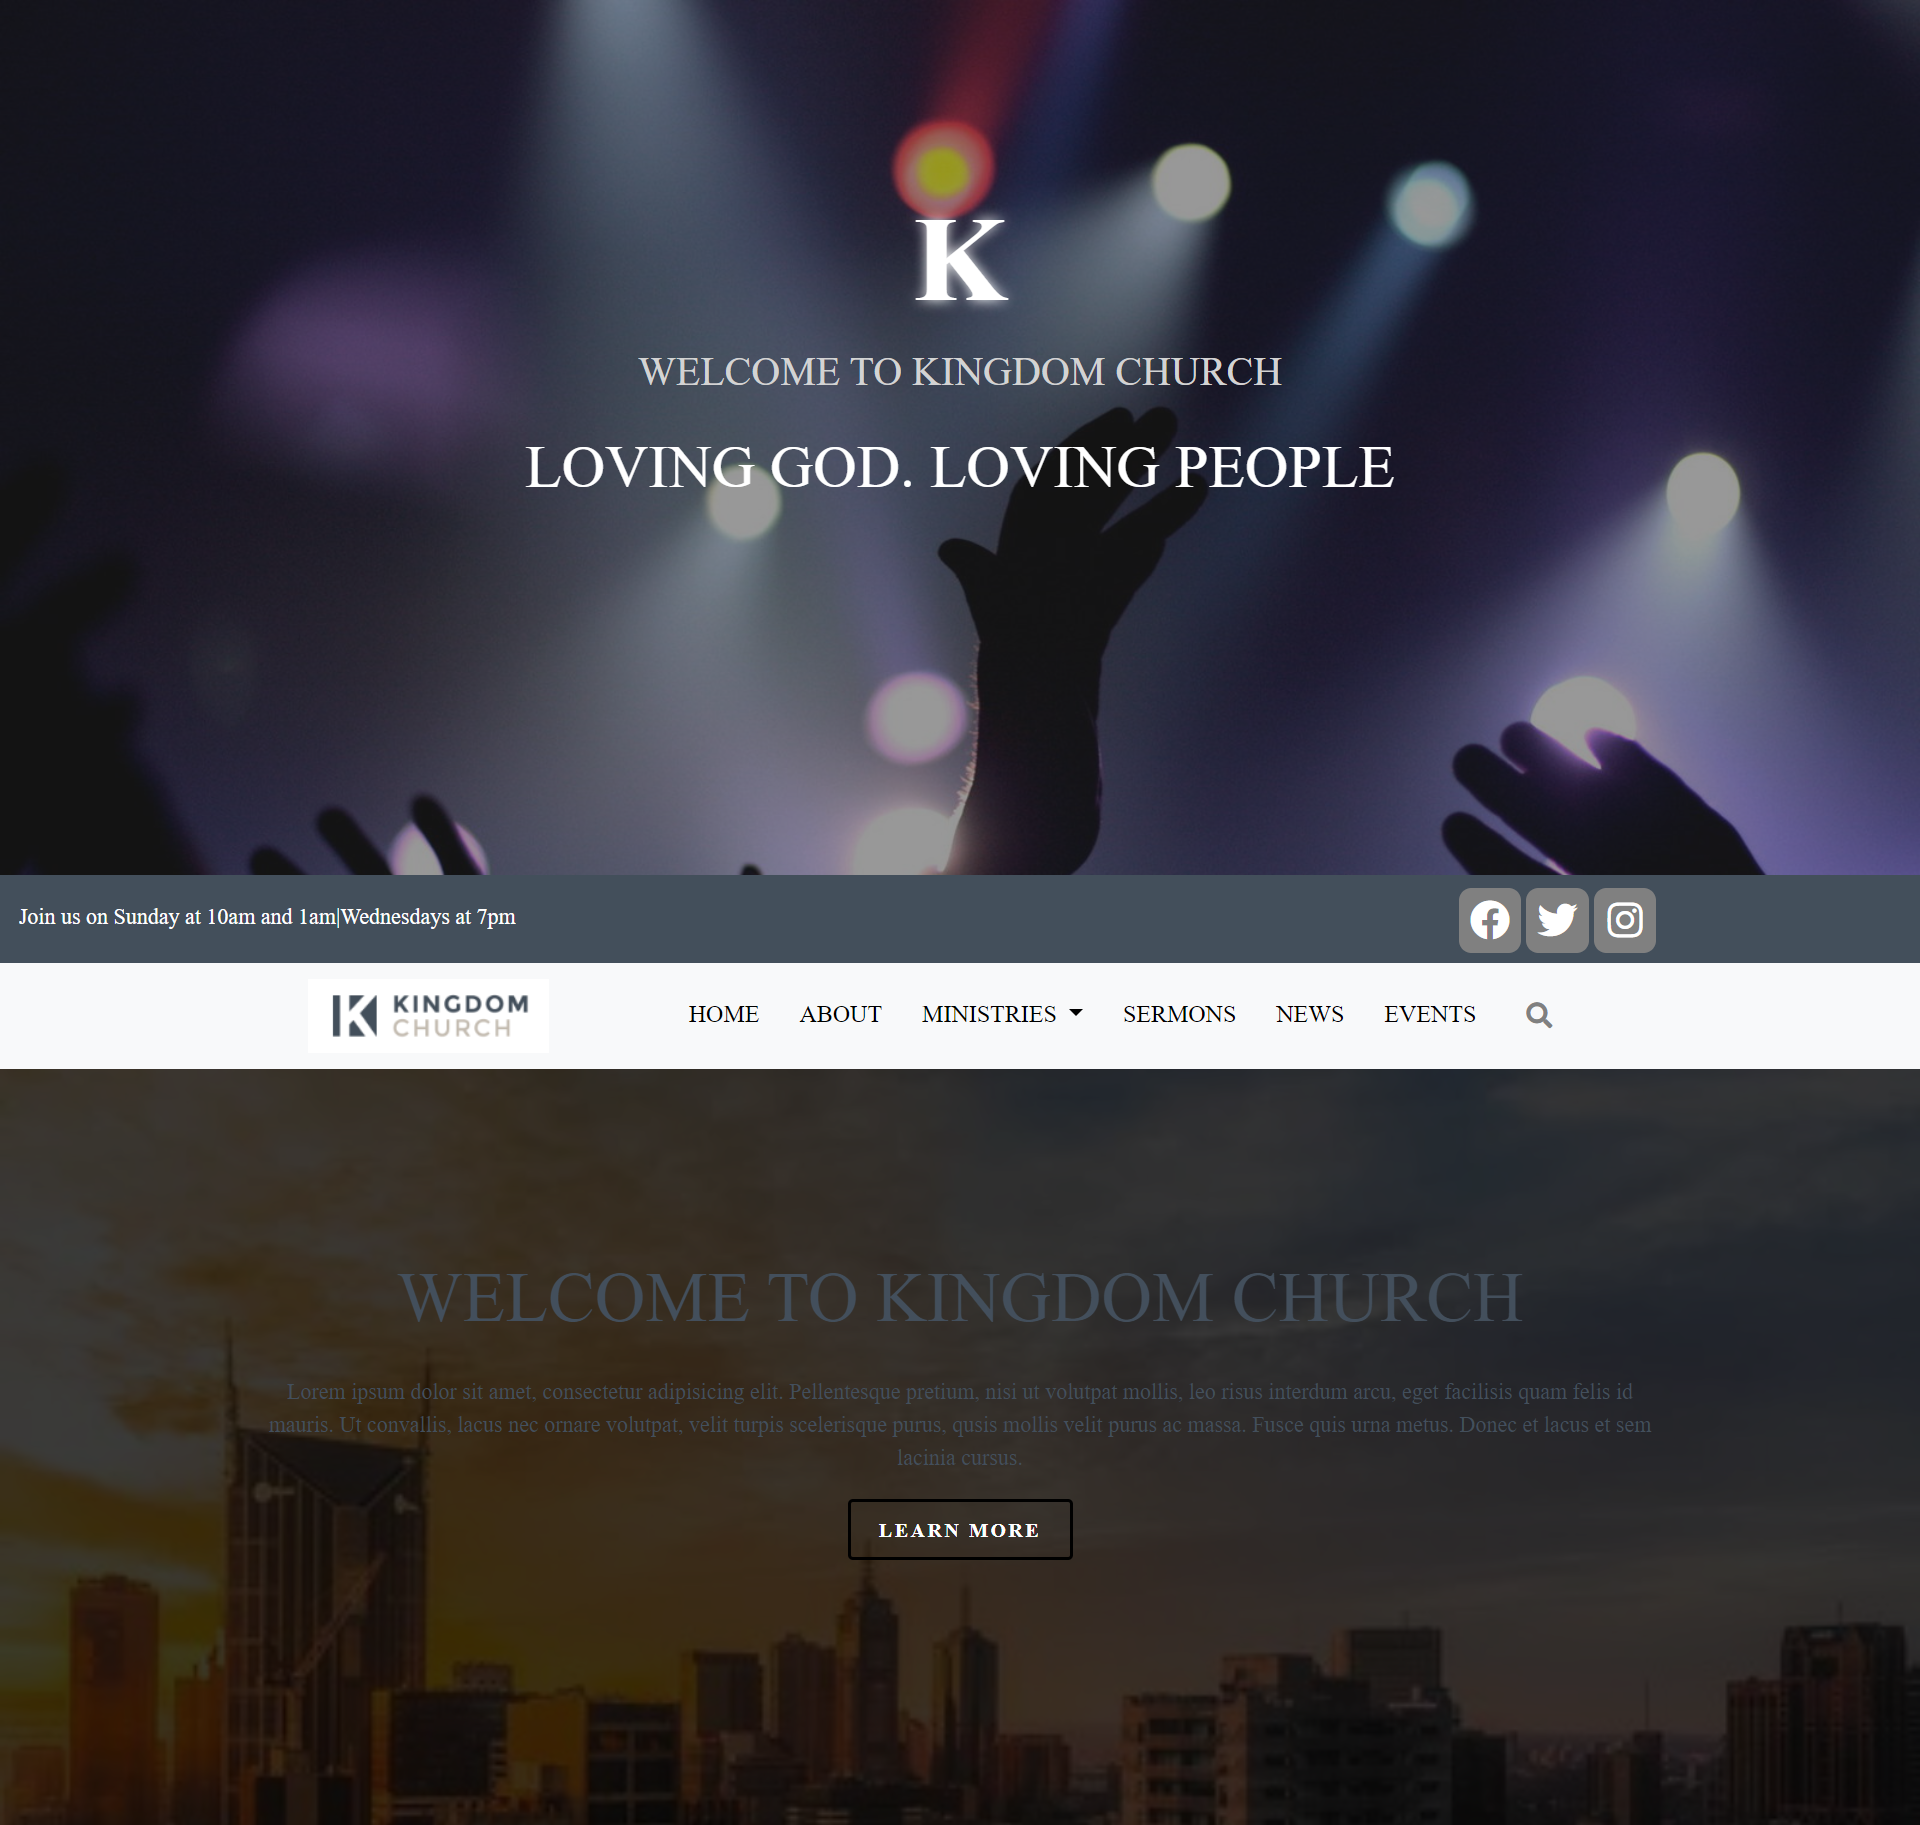 K
WELCOME TO KINGDOM CHURCH
LOVING GOD. LOVING PEOPLE
Join us on Sunday at 10am and 1am|Wednesdays at 7pm
KINGDOM
CHURCH
HOME ABOUT MINISTRIES SERMONS NEWS EVENTS
WELCOME TO KINGDOM CHURCH
Lorem ipsum dolor sit amet, consectetur adipisicing elit. Pellentesque pretium, nisi ut volutpat mollis, leo risus interdum arcu, eget facilisis quam felis id
mauris. Ut convallis, lacus nec ornare volutpat, velit turpis scelerisque purus, qusis mollis velit purus ac massa. Fusce quis urna metus. Donec et lacus et sem
lacinia cursus.
LEARN MORE